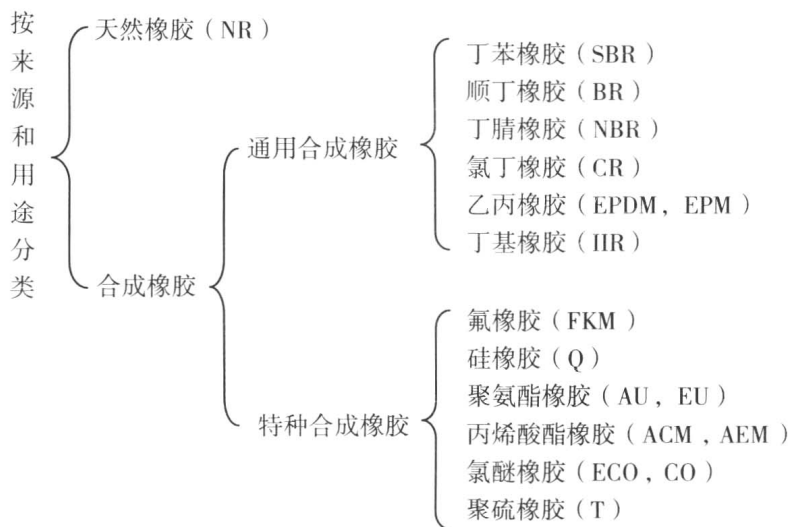 按来源和用途分类
天然橡胶（NR）
合成橡胶
通用合成橡胶
丁苯橡胶（SBR）
顺丁橡胶（BR）
丁腈橡胶（NBR）
氯丁橡胶（CR）
乙丙橡胶（EPDM，EPM）
丁基橡胶（IIR）
特种合成橡胶
氟橡胶（FKM）
硅橡胶（Q）
聚氨酯橡胶（AU，EU）
丙烯酸酯橡胶（ACM，AEM）
氯醚橡胶（ECO，CO）
聚硫橡胶（T）